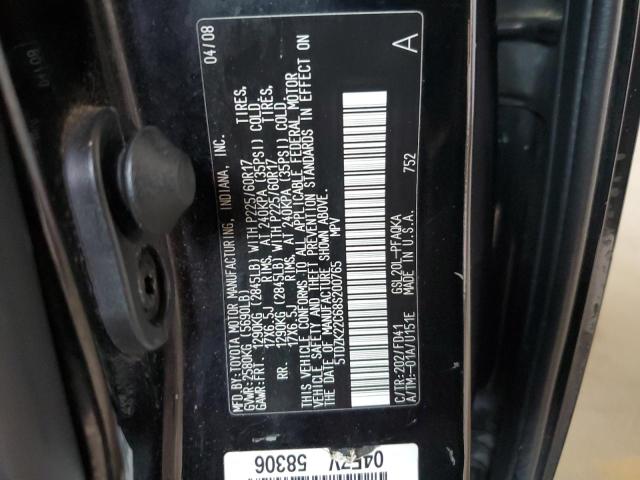 04/08
MFD. BY: TOYOTA MOTOR MANUFACTURING, INDIANA, INC.
GVWR: 2580KG (5690LB)
GAWR: FRT. 1290KG (2845LB) WITH P225/60R17 TIRES,
17X6.5J RIMS, AT 240KPA (35PSI) COLD.
RR. 1290KG (2845LB) WITH P225/60R17 TIRES,
17X6.5J RIMS, AT 240KPA (35PSI) COLD.
THIS VEHICLE CONFORMS TO ALL APPLICABLE FEDERAL MOTOR
VEHICLE SAFETY AND THEFT PREVENTION STANDARDS IN EFFECT ON
THE DATE OF MANUFACTURE SHOWN ABOVE.
5TDZK22C68S200765 MPV
C/TR: 202/FD41 GSL20L-PFAQKA 752
A/TM-01A/U151E MADE IN U.S.A.
A
58306
04/08